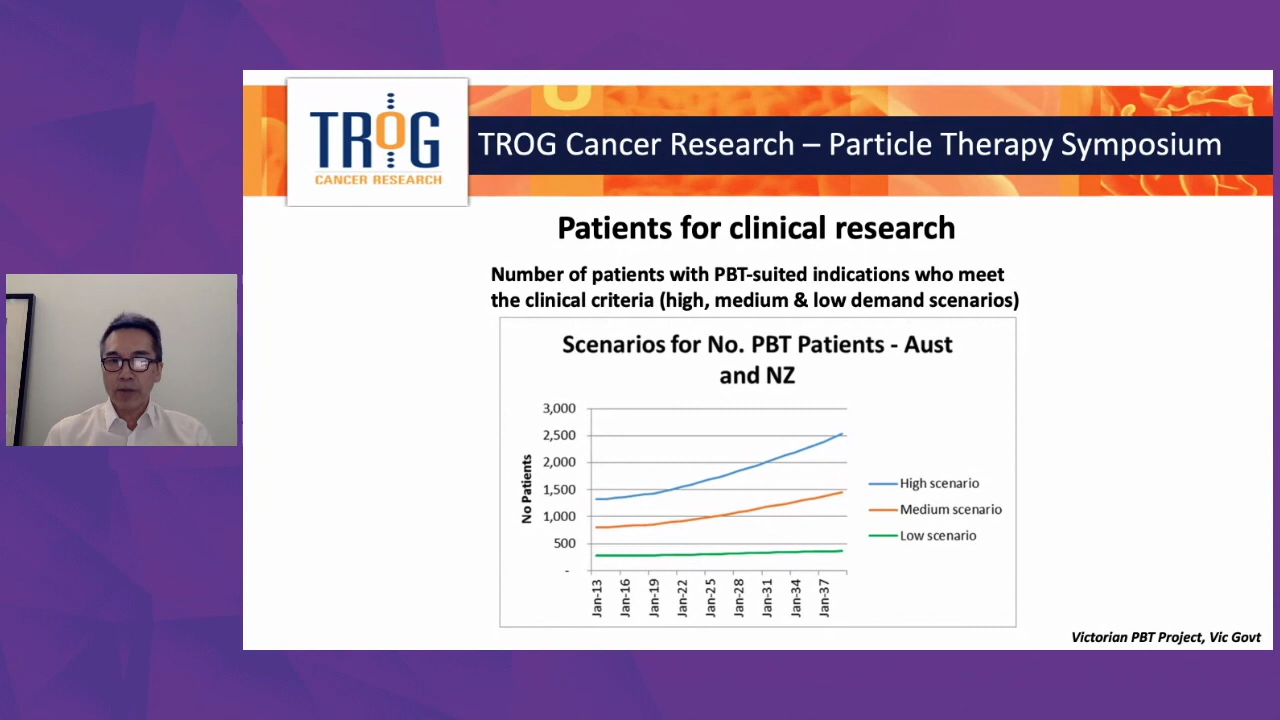 TROG
CANCER RESEARCH
TROG Cancer Research – Particle Therapy Symposium
Patients for clinical research
Number of patients with PBT-suited indications who meet
the clinical criteria (high, medium & low demand scenarios)
Scenarios for No. PBT Patients - Aust
and NZ
No Patients
3,000
2,500
2,000
1,500
1,000
500
-
Jan-13
Jan-16
Jan-19
Jan-22
Jan-25
Jan-28
Jan-31
Jan-34
Jan-37
High scenario
Medium scenario
Low scenario
Victorian PBT Project, Vic Govt